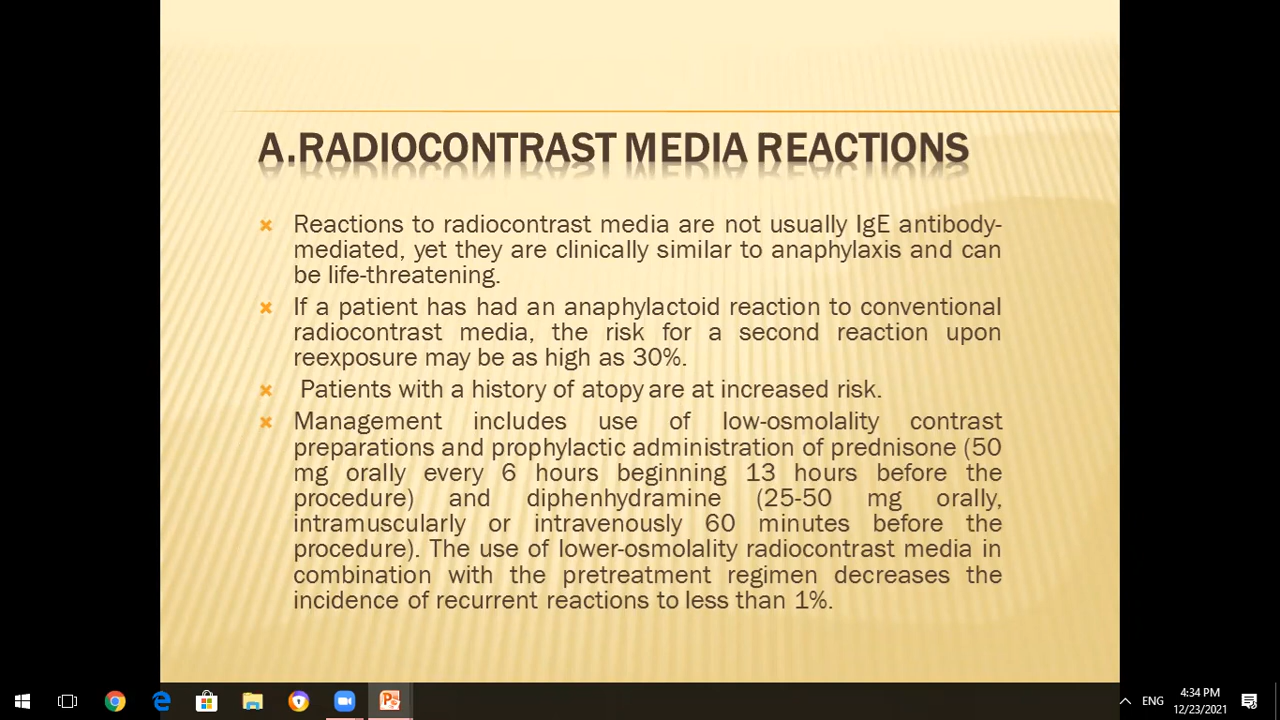 A.RADIOCONTRAST MEDIA REACTIONS
Reactions to radiocontrast media are not usually IgE antibody-
mediated, yet they are clinically similar to anaphylaxis and can
be life-threatening.
If a patient has had an anaphylactoid reaction to conventional
radiocontrast media, the risk for a second reaction upon
reexposure may be as high as 30%.
Patients with a history of atopy are at increased risk.
Management includes use of low-osmolality contrast
preparations and prophylactic administration of prednisone (50
mg orally every 6 hours beginning 13 hours before the
procedure) and diphenhydramine (25-50 mg orally,
intramuscularly or intravenously 60 minutes before the
procedure). The use of lower-osmolality radiocontrast media in
combination with the pretreatment regimen decreases the
incidence of recurrent reactions to less than 1%.
ENG
4:34 PM
12/23/2021